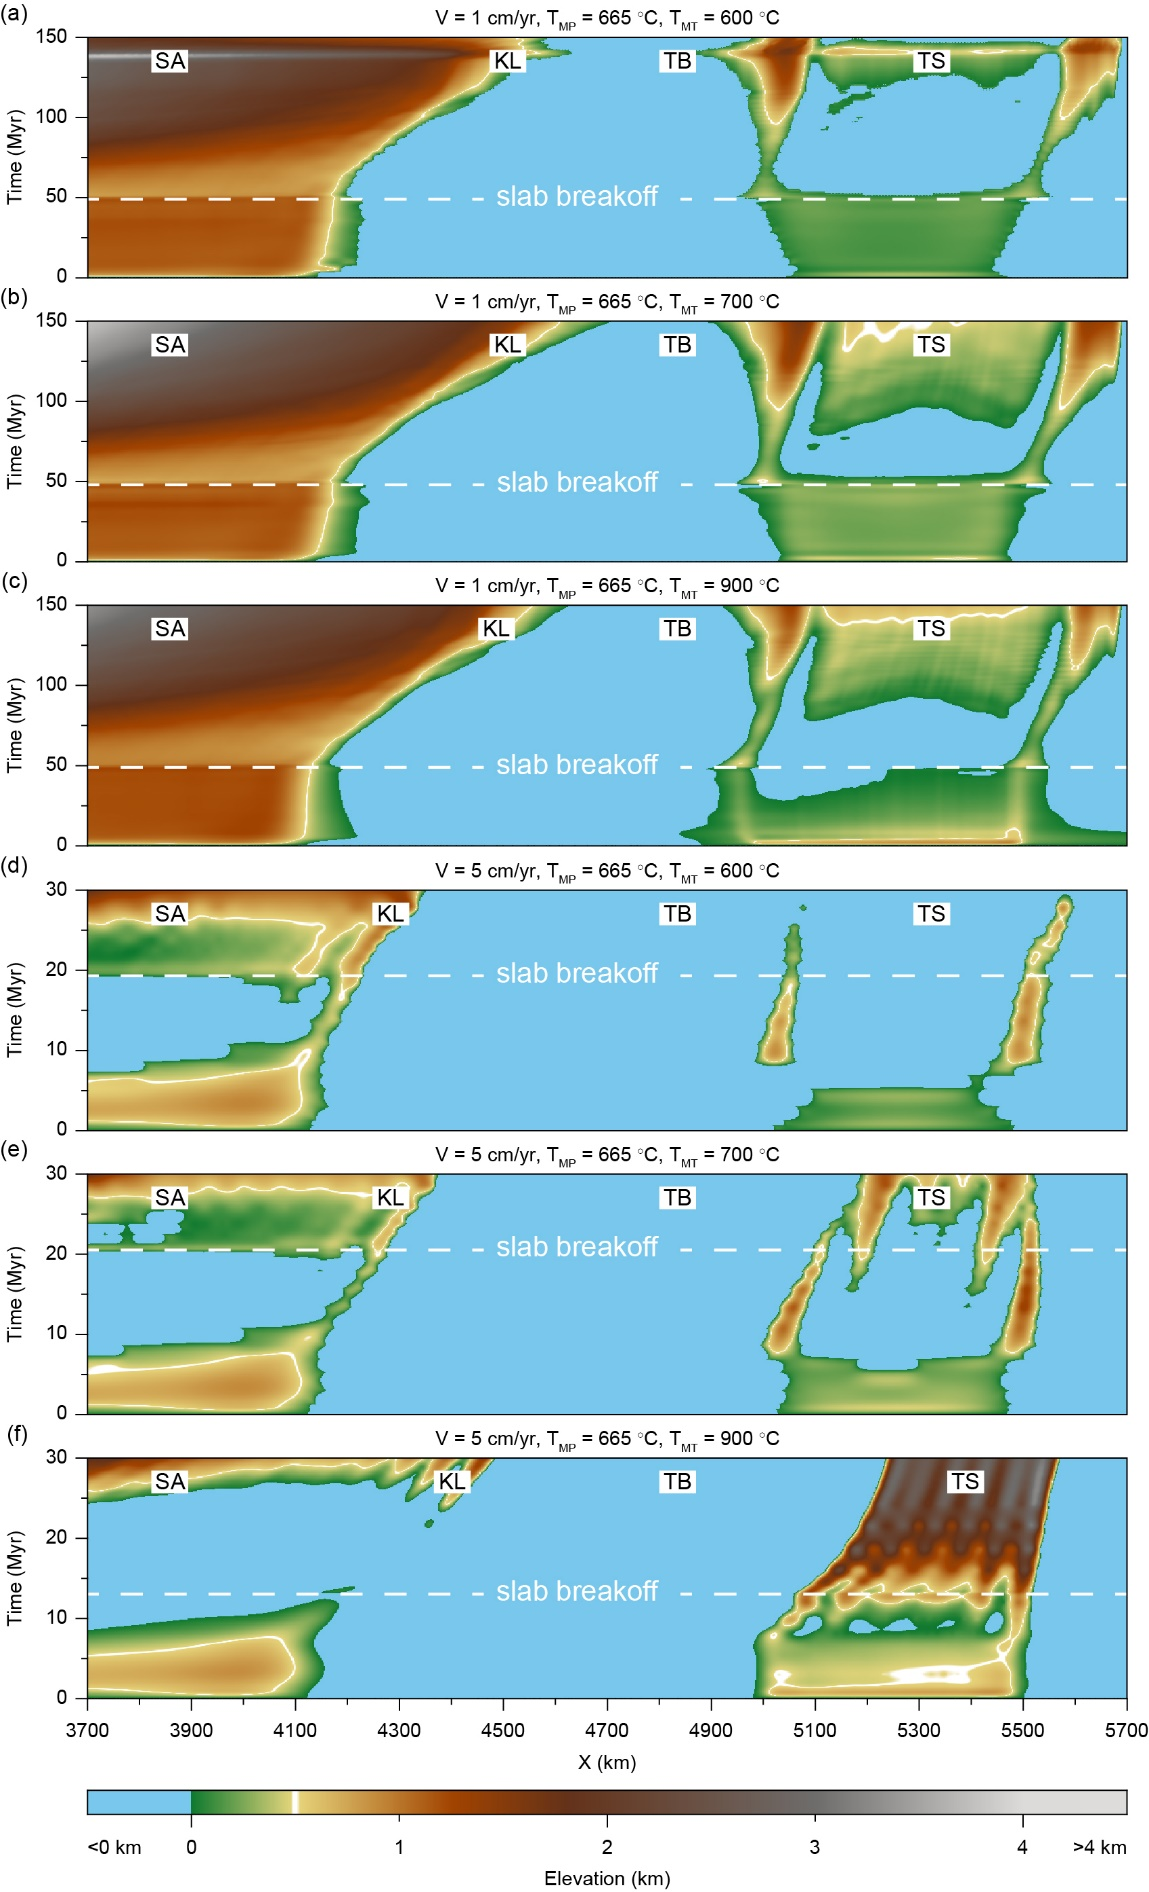 (a)
V = 1 cm/yr, TMP = 665 °C, TMT = 600 °C
150
SA KL TB TS
100
Time (Myr)
50
slab breakoff
0
(b)
V = 1 cm/yr, TMP = 665 °C, TMT = 700 °C
150
SA KL TB TS
100
Time (Myr)
50
slab breakoff
0
(c)
V = 1 cm/yr, TMP = 665 °C, TMT = 900 °C
150
SA KL TB TS
100
Time (Myr)
50
slab breakoff
0
(d)
V = 5 cm/yr, TMP = 665 °C, TMT = 600 °C
30
SA KL TB TS
20
slab breakoff
Time (Myr)
10
0
(e)
V = 5 cm/yr, TMP = 665 °C, TMT = 700 °C
30
SA KL TB TS
20
slab breakoff
Time (Myr)
10
0
(f)
V = 5 cm/yr, TMP = 665 °C, TMT = 900 °C
30
SA KL TB TS
20
Time (Myr)
slab breakoff
10
0
3700 3900 4100 4300 4500 4700 4900 5100 5300 5500 5700
X (km)
<0 km 0 1 2 3 4 >4 km
Elevation (km)